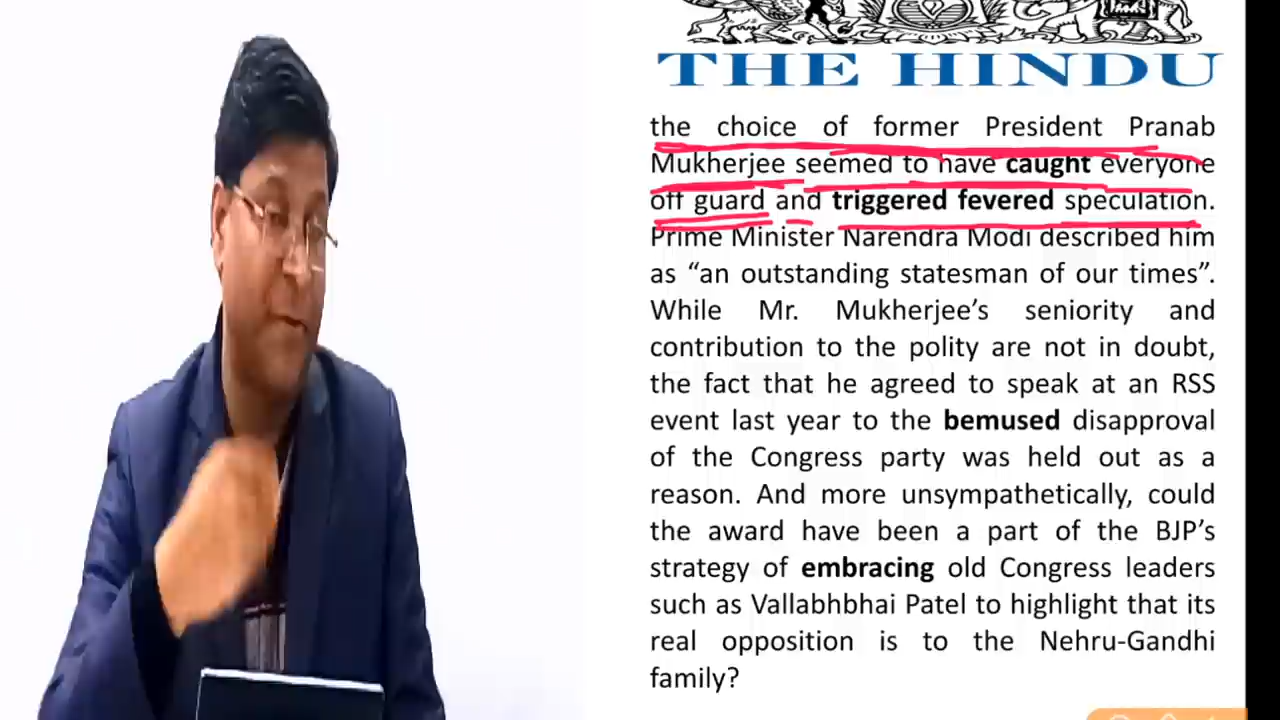 THE HINDU
the choice of former President Pranab
Mukherjee seemed to have caught everyone
off guard and triggered fevered speculation.
Prime Minister Narendra Modi described him
as “an outstanding statesman of our times”.
While Mr. Mukherjee’s seniority and
contribution to the polity are not in doubt,
the fact that he agreed to speak at an RSS
event last year to the bemused disapproval
of the Congress party was held out as a
reason. And more unsympathetically, could
the award have been a part of the BJP’s
strategy of embracing old Congress leaders
such as Vallabhbhai Patel to highlight that its
real opposition is to the Nehru-Gandhi
family?